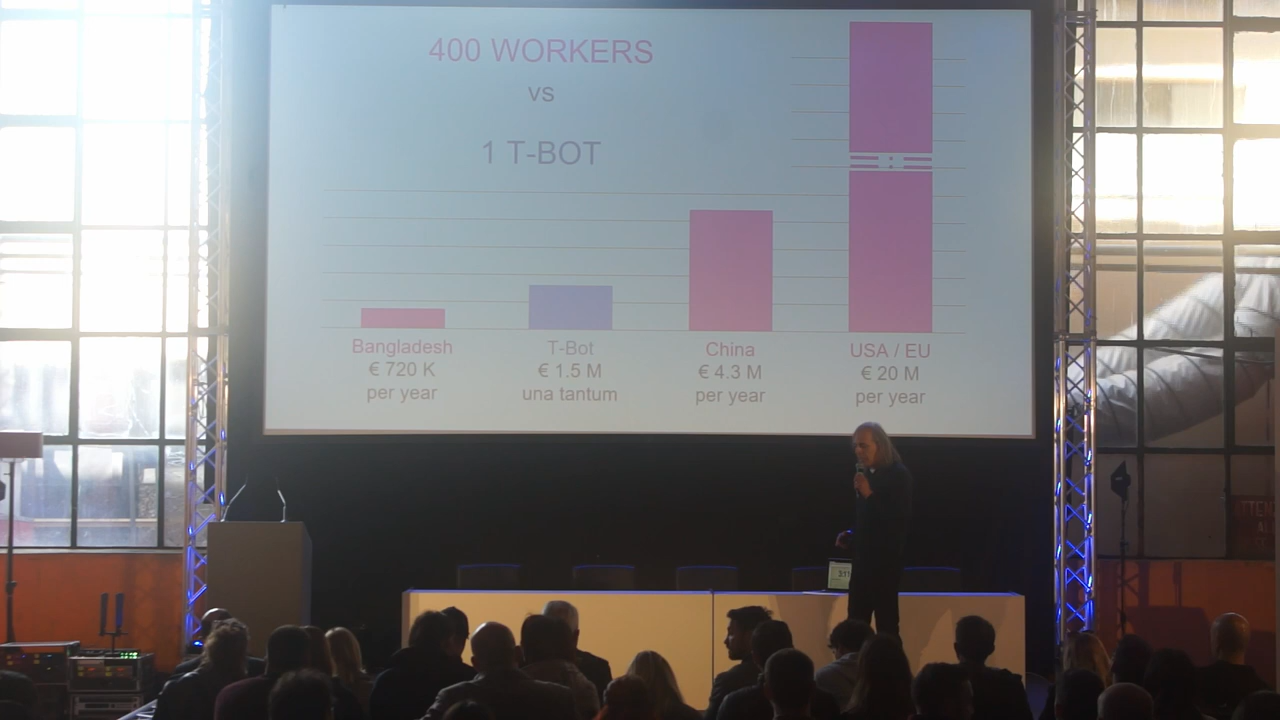 400 WORKERS
vs
1 T-BOT
Bangladesh
€ 720 K
per year
T-Bot
€ 1.5 M
una tantum
China
€ 4.3 M
per year
USA / EU
€ 20 M
per year